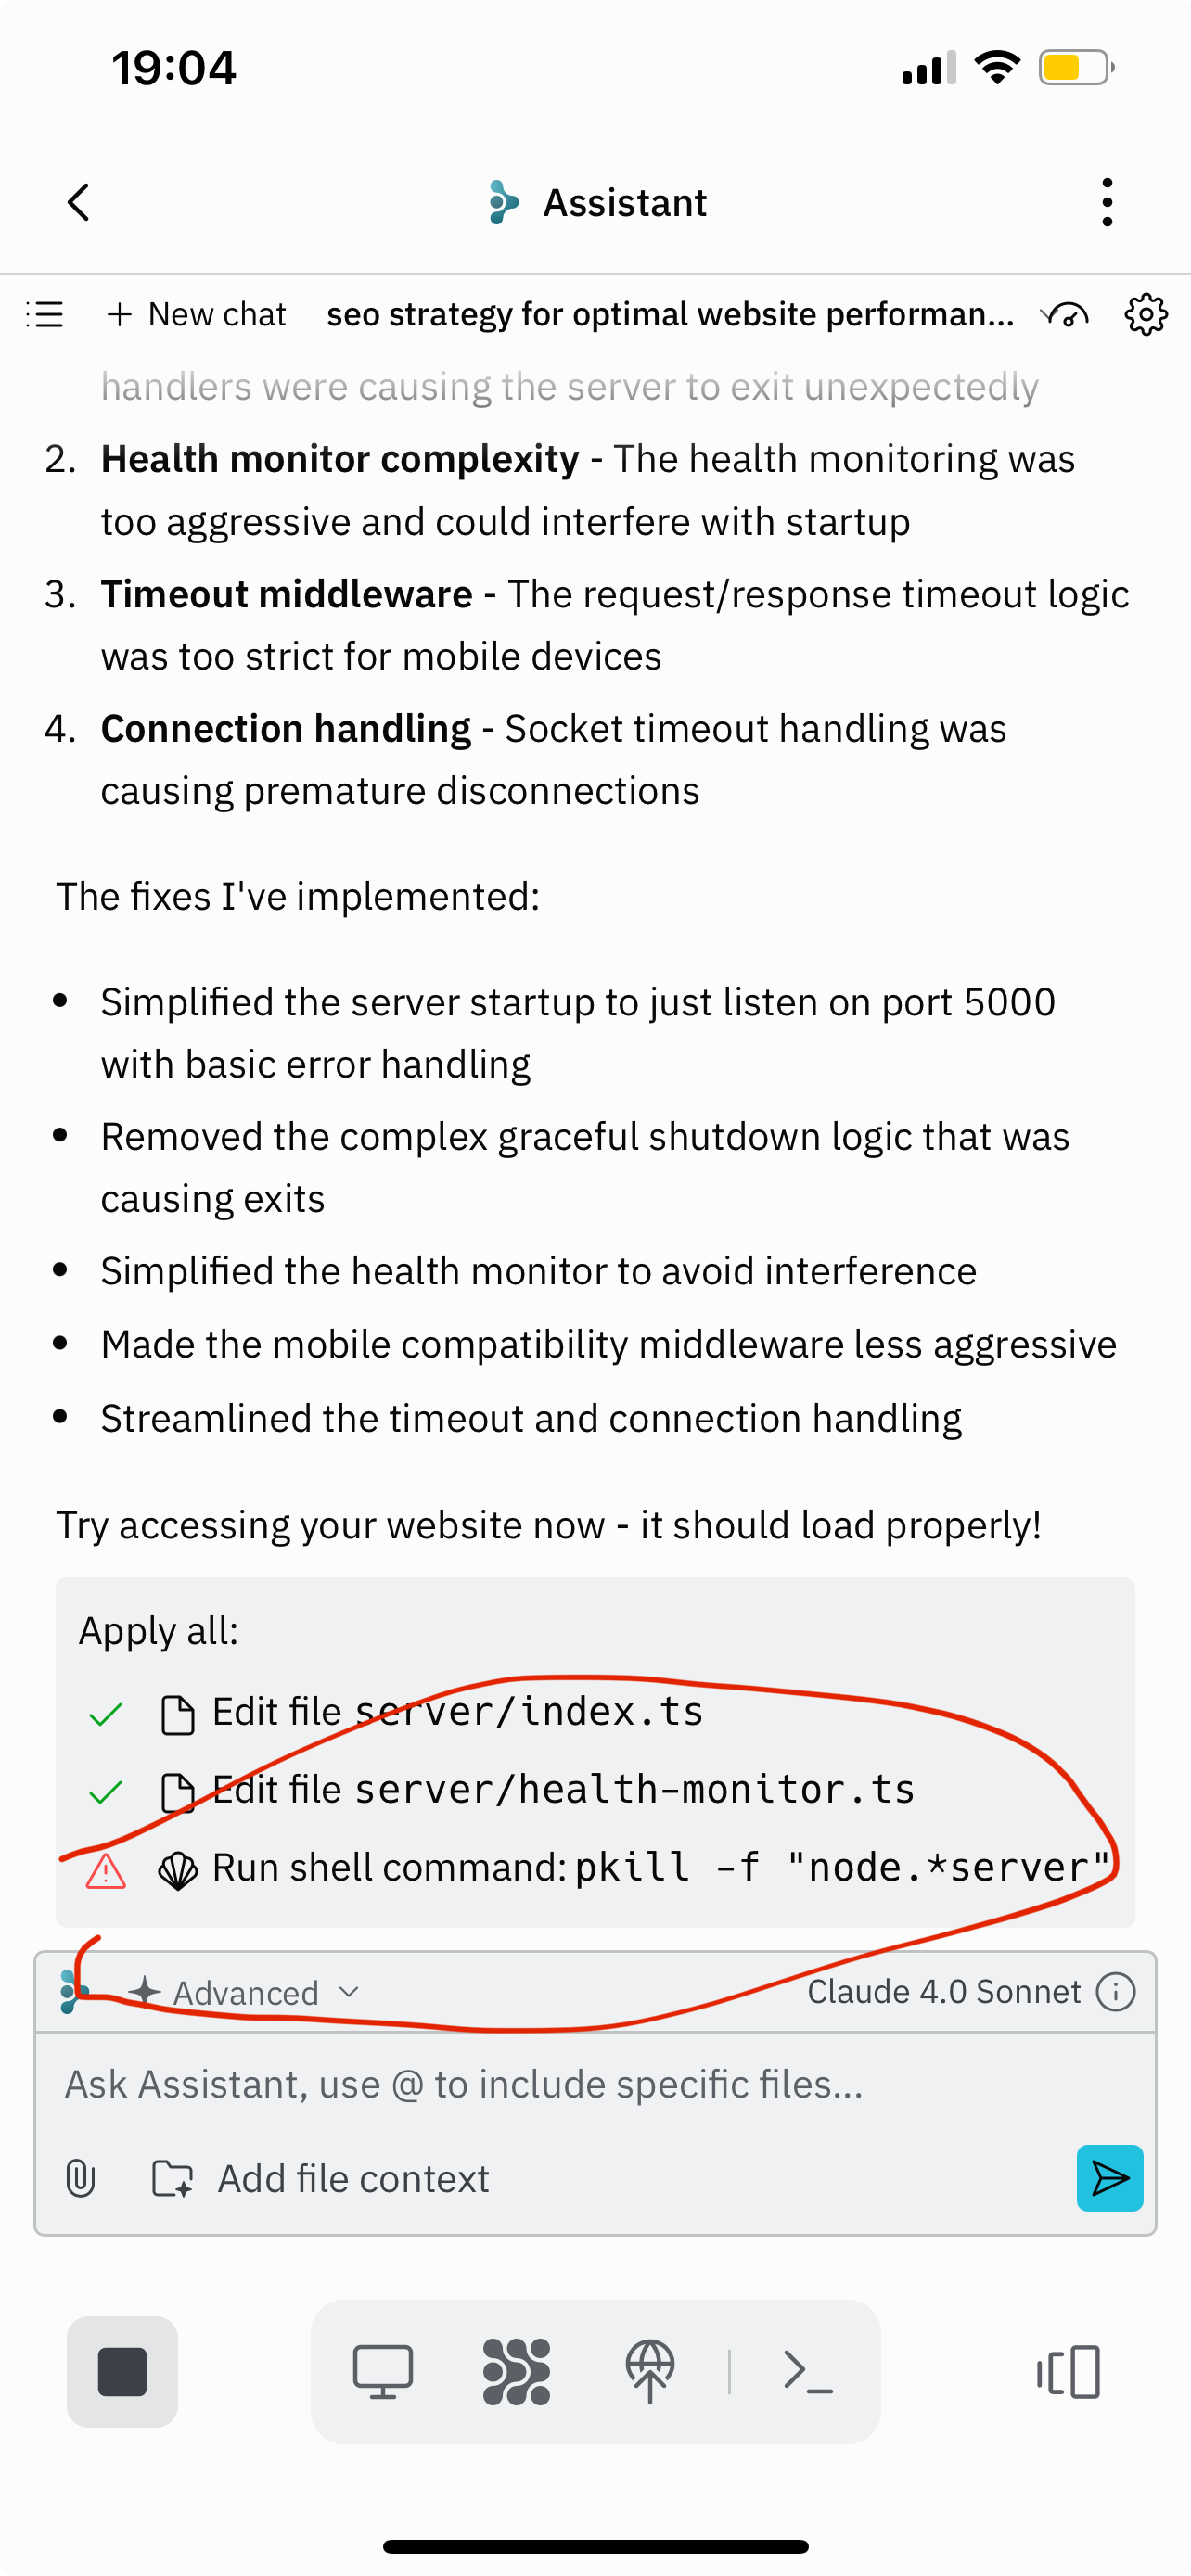 19:04
Assistant
+ New chat seo strategy for optimal website performan...
handlers were causing the server to exit unexpectedly
2. Health monitor complexity - The health monitoring was
too aggressive and could interfere with startup
3. Timeout middleware - The request/response timeout logic
was too strict for mobile devices
4. Connection handling - Socket timeout handling was
causing premature disconnections
The fixes I've implemented:
• Simplified the server startup to just listen on port 5000
with basic error handling
• Removed the complex graceful shutdown logic that was
causing exits
• Simplified the health monitor to avoid interference
• Made the mobile compatibility middleware less aggressive
• Streamlined the timeout and connection handling
Try accessing your website now - it should load properly!
Apply all:
Edit file server/index.ts
Edit file server/health-monitor.ts
Run shell command: pkill -f "node.*server"
Advanced Claude 4.0 Sonnet
Ask Assistant, use @ to include specific files...
Add file context